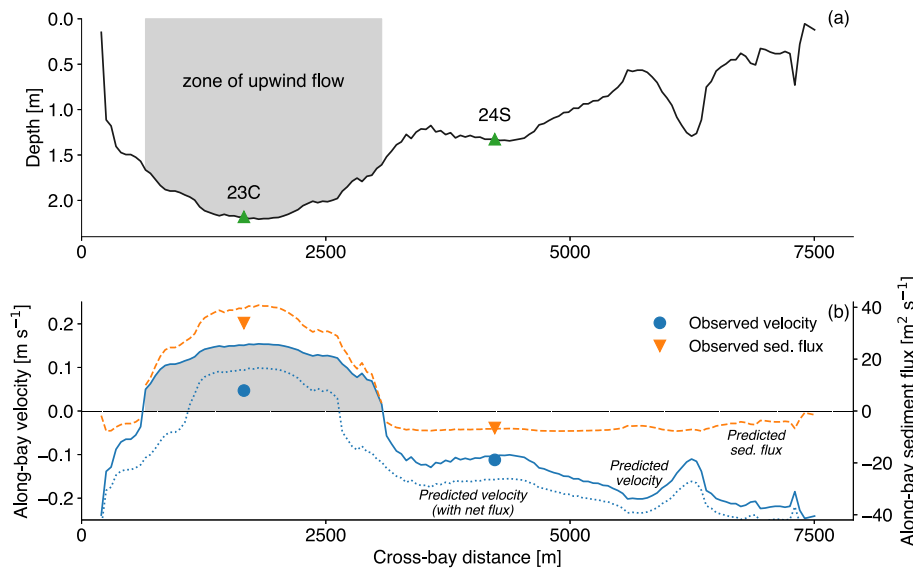 (a)
0.0
0.5
1.0
1.5
2.0
Depth [m]
zone of upwind flow
23C
24S
0
2500
5000
7500
(b)
0.2
0.1
0.0
−0.1
−0.2
Along-bay velocity [m s⁻¹]
Observed velocity
Observed sed. flux
Predicted velocity
(with net flux)
Predicted
velocity
Predicted
sed. flux
40
20
0
−20
−40
Along-bay sediment flux [m² s⁻¹]
0
2500
5000
7500
Cross-bay distance [m]